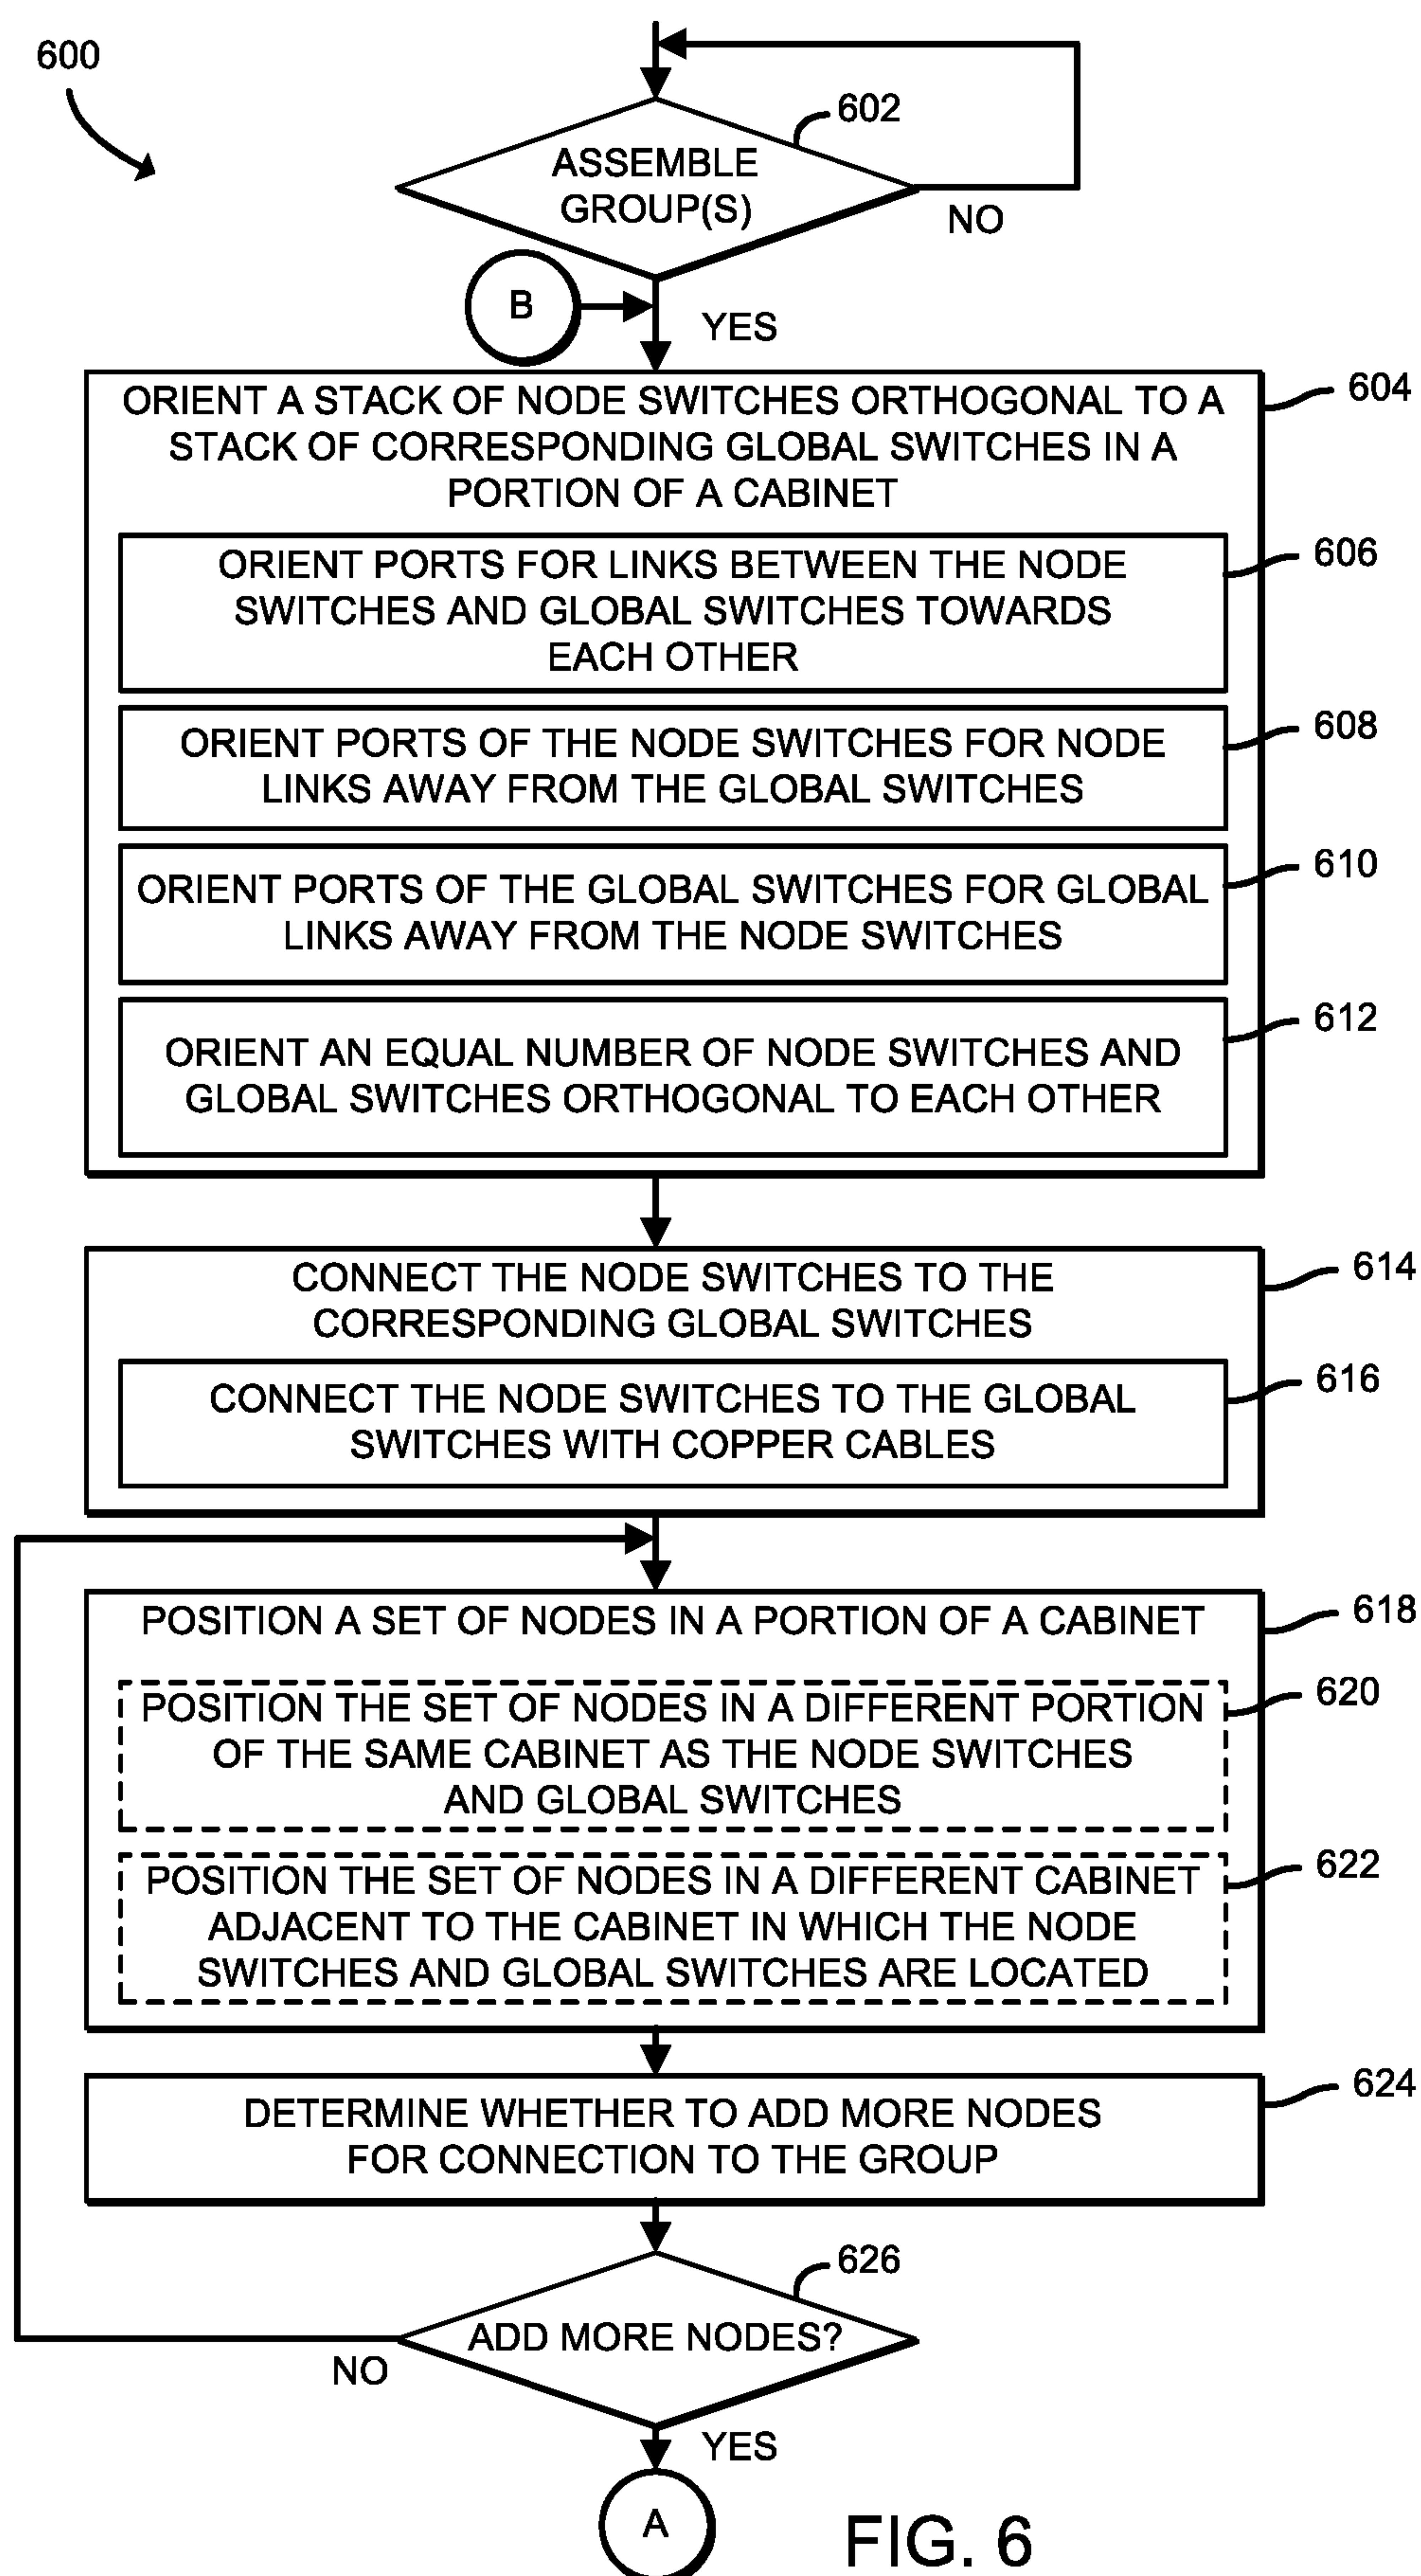 600
602
ASSEMBLE
GROUP(S)
NO
B
YES
604
ORIENT A STACK OF NODE SWITCHES ORTHOGONAL TO A
STACK OF CORRESPONDING GLOBAL SWITCHES IN A
PORTION OF A CABINET
606
ORIENT PORTS FOR LINKS BETWEEN THE NODE
SWITCHES AND GLOBAL SWITCHES TOWARDS
EACH OTHER
608
ORIENT PORTS OF THE NODE SWITCHES FOR NODE
LINKS AWAY FROM THE GLOBAL SWITCHES
610
ORIENT PORTS OF THE GLOBAL SWITCHES FOR GLOBAL
LINKS AWAY FROM THE NODE SWITCHES
612
ORIENT AN EQUAL NUMBER OF NODE SWITCHES AND
GLOBAL SWITCHES ORTHOGONAL TO EACH OTHER
614
CONNECT THE NODE SWITCHES TO THE
CORRESPONDING GLOBAL SWITCHES
616
CONNECT THE NODE SWITCHES TO THE GLOBAL
SWITCHES WITH COPPER CABLES
618
POSITION A SET OF NODES IN A PORTION OF A CABINET
620
POSITION THE SET OF NODES IN A DIFFERENT PORTION
OF THE SAME CABINET AS THE NODE SWITCHES
AND GLOBAL SWITCHES
622
POSITION THE SET OF NODES IN A DIFFERENT CABINET
ADJACENT TO THE CABINET IN WHICH THE NODE
SWITCHES AND GLOBAL SWITCHES ARE LOCATED
624
DETERMINE WHETHER TO ADD MORE NODES
FOR CONNECTION TO THE GROUP
626
ADD MORE NODES?
NO
YES
A
FIG. 6